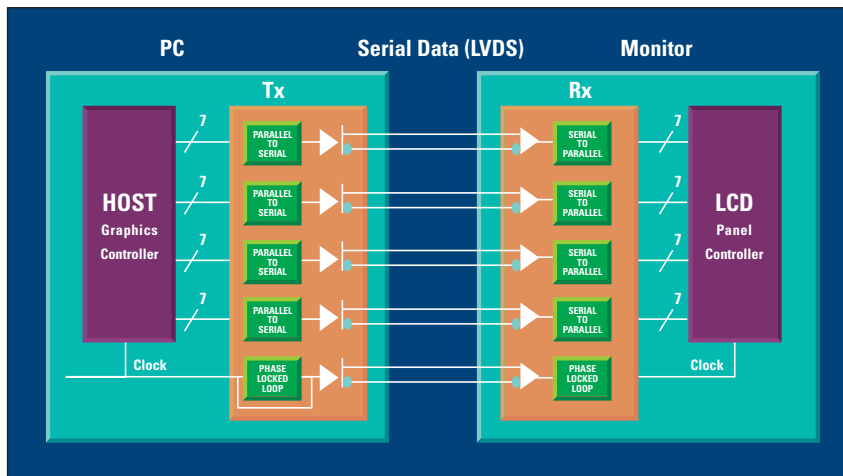 PC
Serial Data (LVDS)
Monitor
Tx
Rx
7
PARALLEL
TO
SERIAL
SERIAL
TO
PARALLEL
7
7
PARALLEL
TO
SERIAL
SERIAL
TO
PARALLEL
7
HOST
Graphics
Controller
LCD
Panel
Controller
7
PARALLEL
TO
SERIAL
SERIAL
TO
PARALLEL
7
7
PARALLEL
TO
SERIAL
SERIAL
TO
PARALLEL
7
Clock
PHASE
LOCKED
LOOP
PHASE
LOCKED
LOOP
Clock